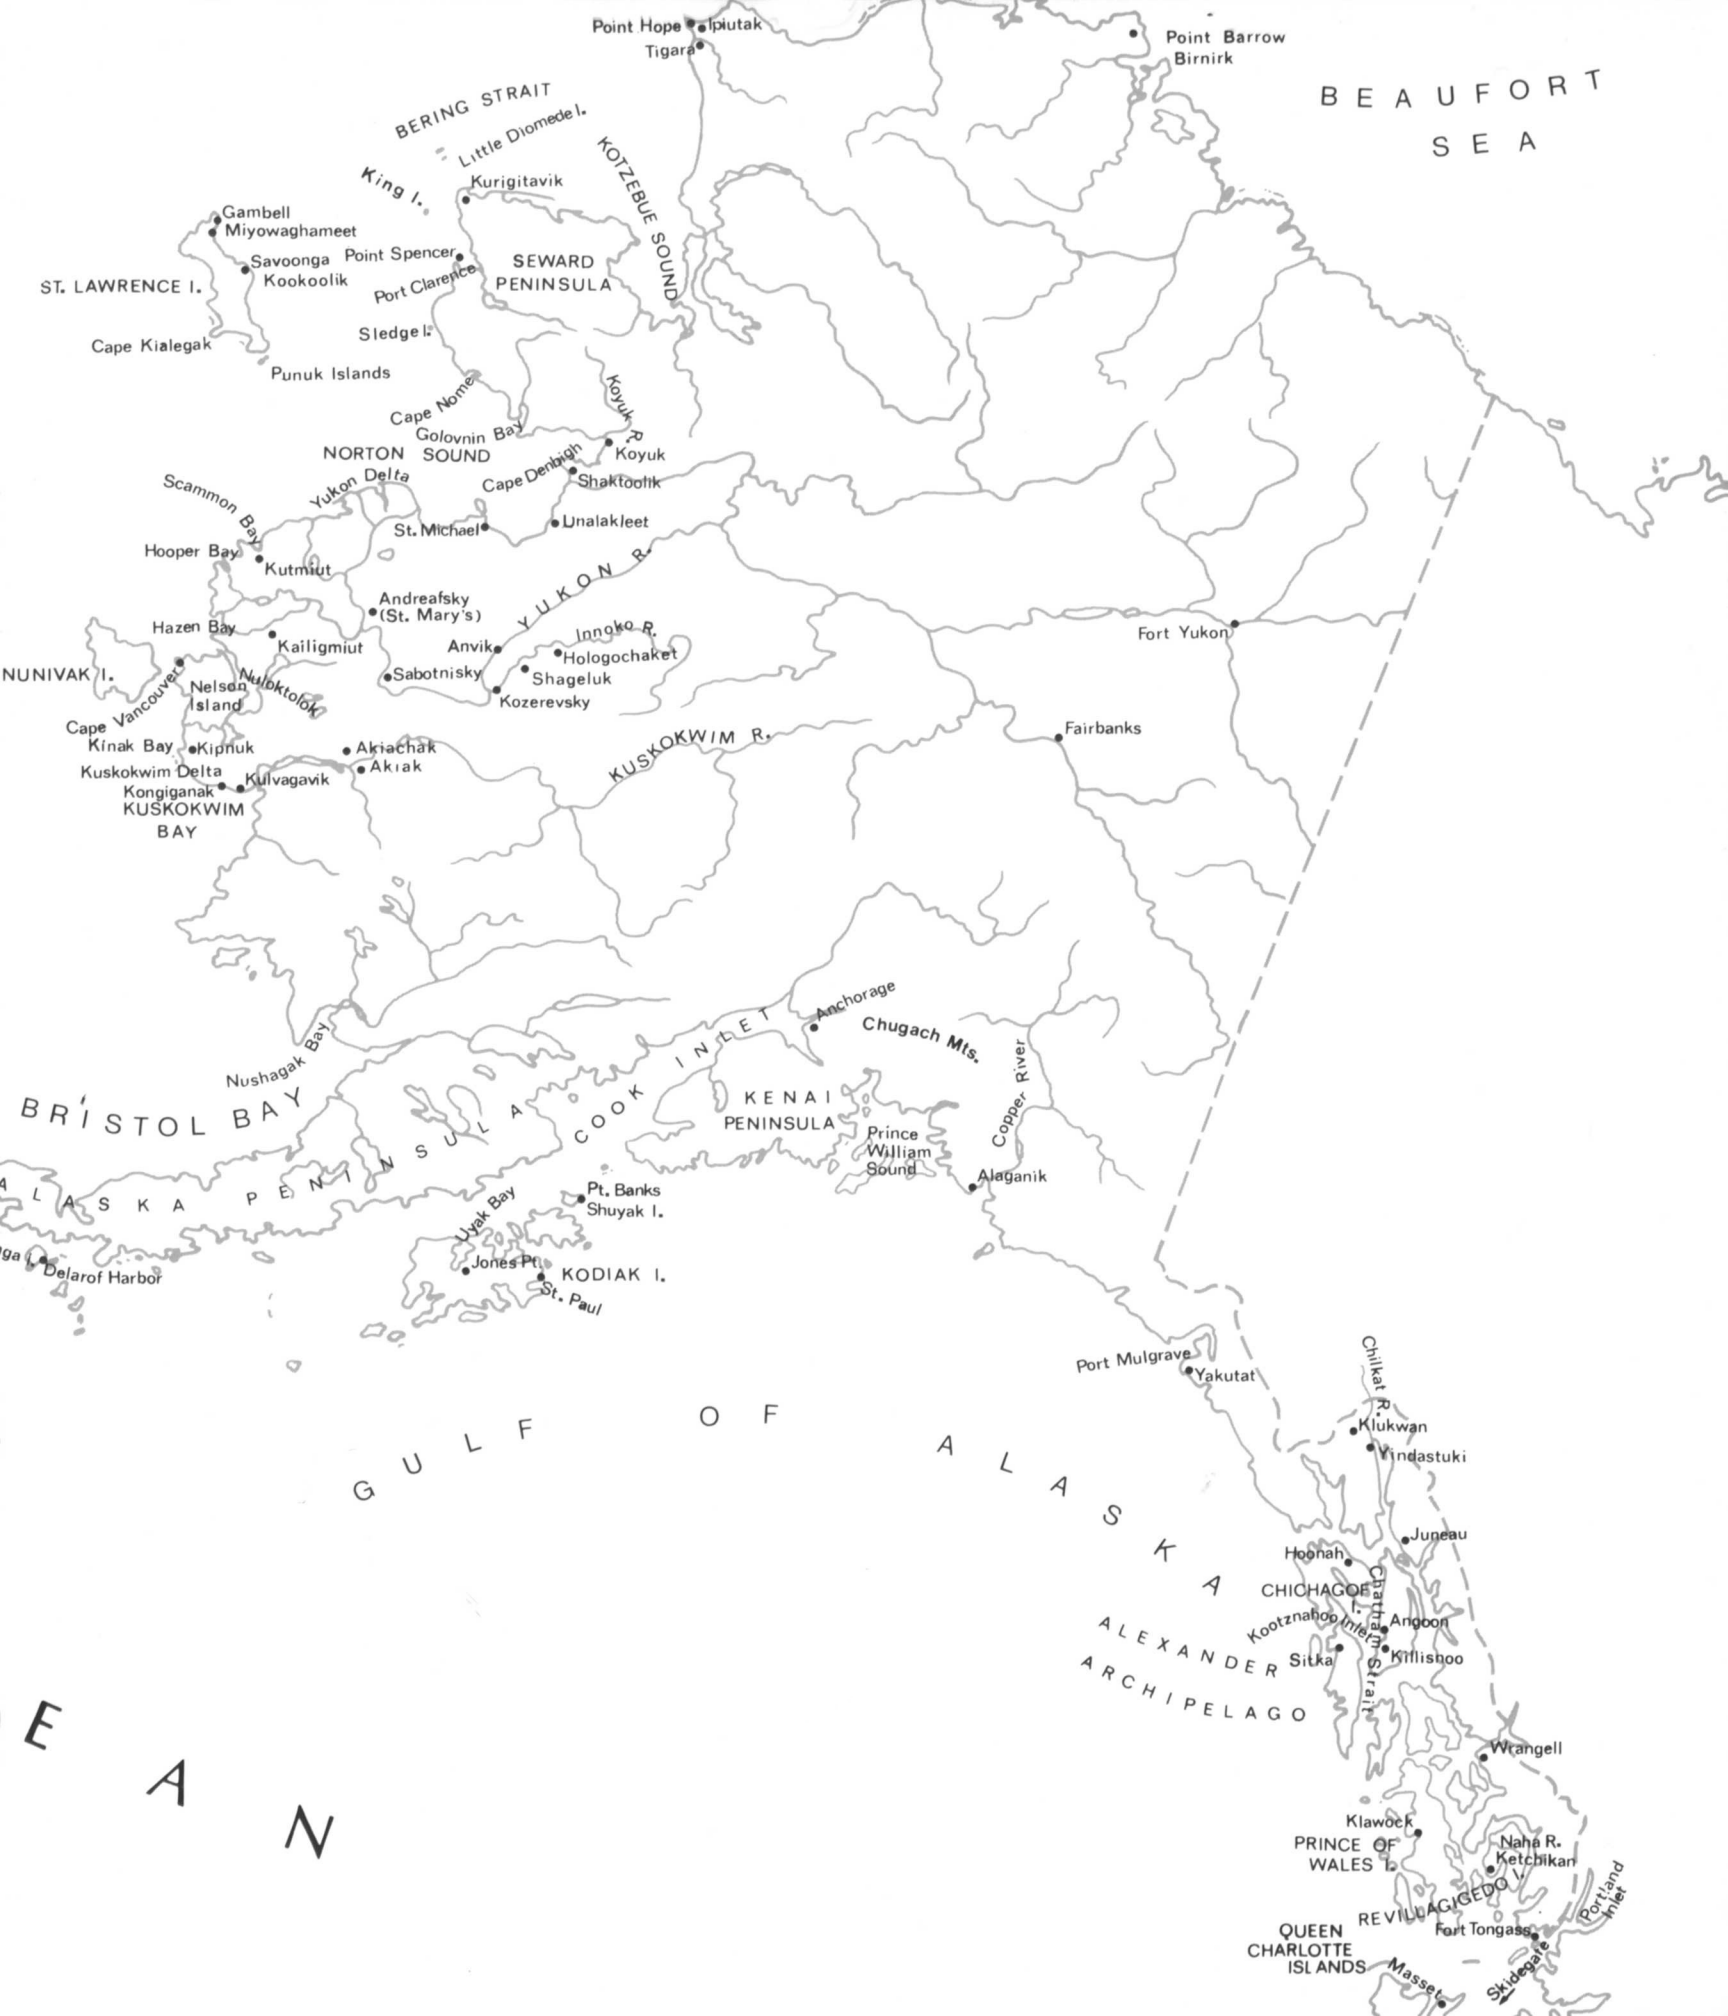 Point Hope
Ipiutak
Tigara
Point Barrow
Birnirk
BEAUFORT
SEA
BERING STRAIT
Little Diomede I.
King I.
KOTZEBUE SOUND
Kurigitavik
Gambell
Miyowaghameet
Savoonga
Kookoolik
Point Spencer
Port Clarence
SEWARD
PENINSULA
ST. LAWRENCE I.
Sledge I.
Cape Kialegak
Punuk Islands
Cape Nome
Koyuk R.
Golovnin Bay
NORTON SOUND
Koyuk
Cape Denbigh
Shaktoolik
Yukon Delta
Scammon Bay
St. Michael
Unalakleet
Hooper Bay
Kutmiut
YUKON R.
Andreafsky
(St. Mary's)
Hazen Bay
Kailigmiut
Anvik
Innoko R.
Hologochaket
Fort Yukon
NUNIVAK I.
Nelson
Island
Nuloktolok
Sabotnisky
Shageluk
Kozerevsky
Cape Vancouver
Kinak Bay
Kipnuk
Akiachak
Akiak
KUSKOKWIM R.
Fairbanks
Kuskokwim Delta
Kongiganak
Kulvagavik
KUSKOKWIM
BAY
Anchorage
Chugach Mts.
Copper River
Nushagak Bay
BRISTOL BAY
COOK INLET
KENAI
PENINSULA
Prince
William
Sound
Alaganik
ALASKA PENINSULA
Pt. Banks
Shuyak I.
Uyak Bay
Jones Pt.
KODIAK I.
St. Paul
ga I.
Delarof Harbor
Port Mulgrave
Yakutat
Chilkat R.
Klukwan
Yindastuki
GULF OF ALASKA
Juneau
Hoonah
CHICHAGOF
I.
Chatham Strait
Kootznahoo Inlet
Angoon
Killisnoo
Sitka
ALEXANDER
ARCHIPELAGO
EAN
Wrangell
Klawock
PRINCE OF
WALES I.
Naha R.
Ketchikan
REVILLAGIGEDO I.
Portland
Inlet
Fort Tongass
QUEEN
CHARLOTTE
ISLANDS
Masset
Skidegate